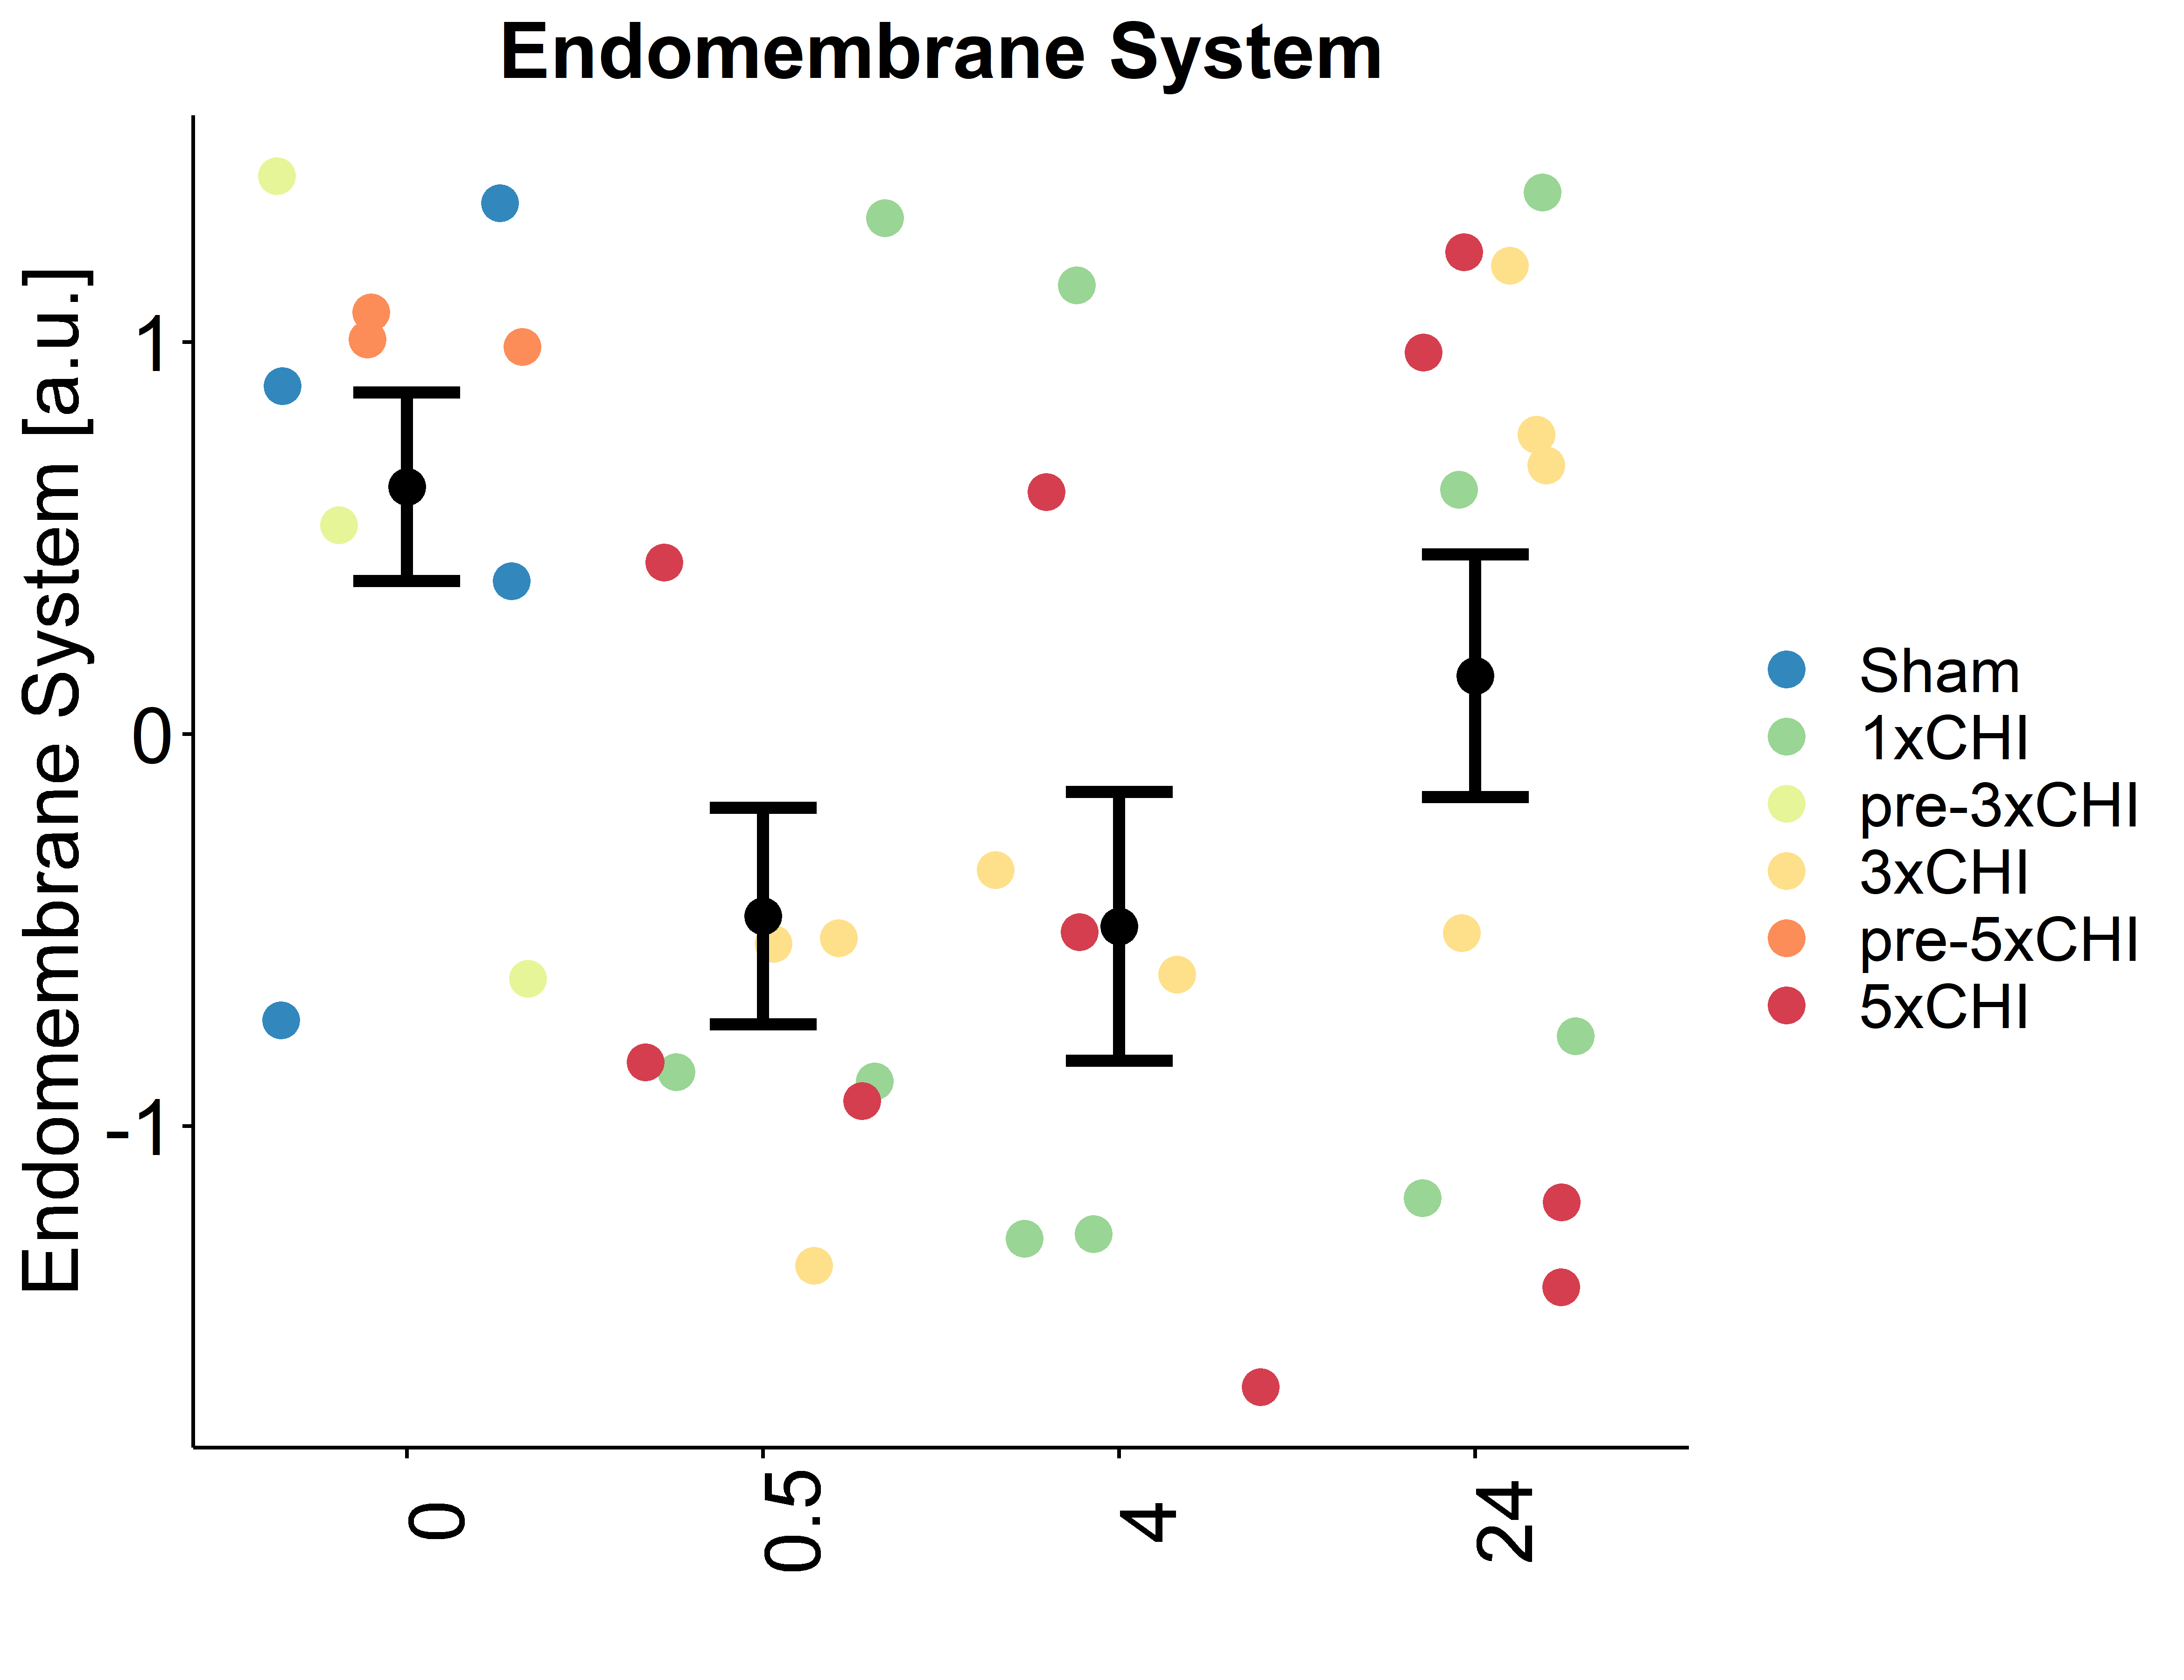 Endomembrane System
Endomembrane System [a.u.]
1
0
-1
0
0.5
4
24
Sham
1xCHI
pre-3xCHI
3xCHI
pre-5xCHI
5xCHI